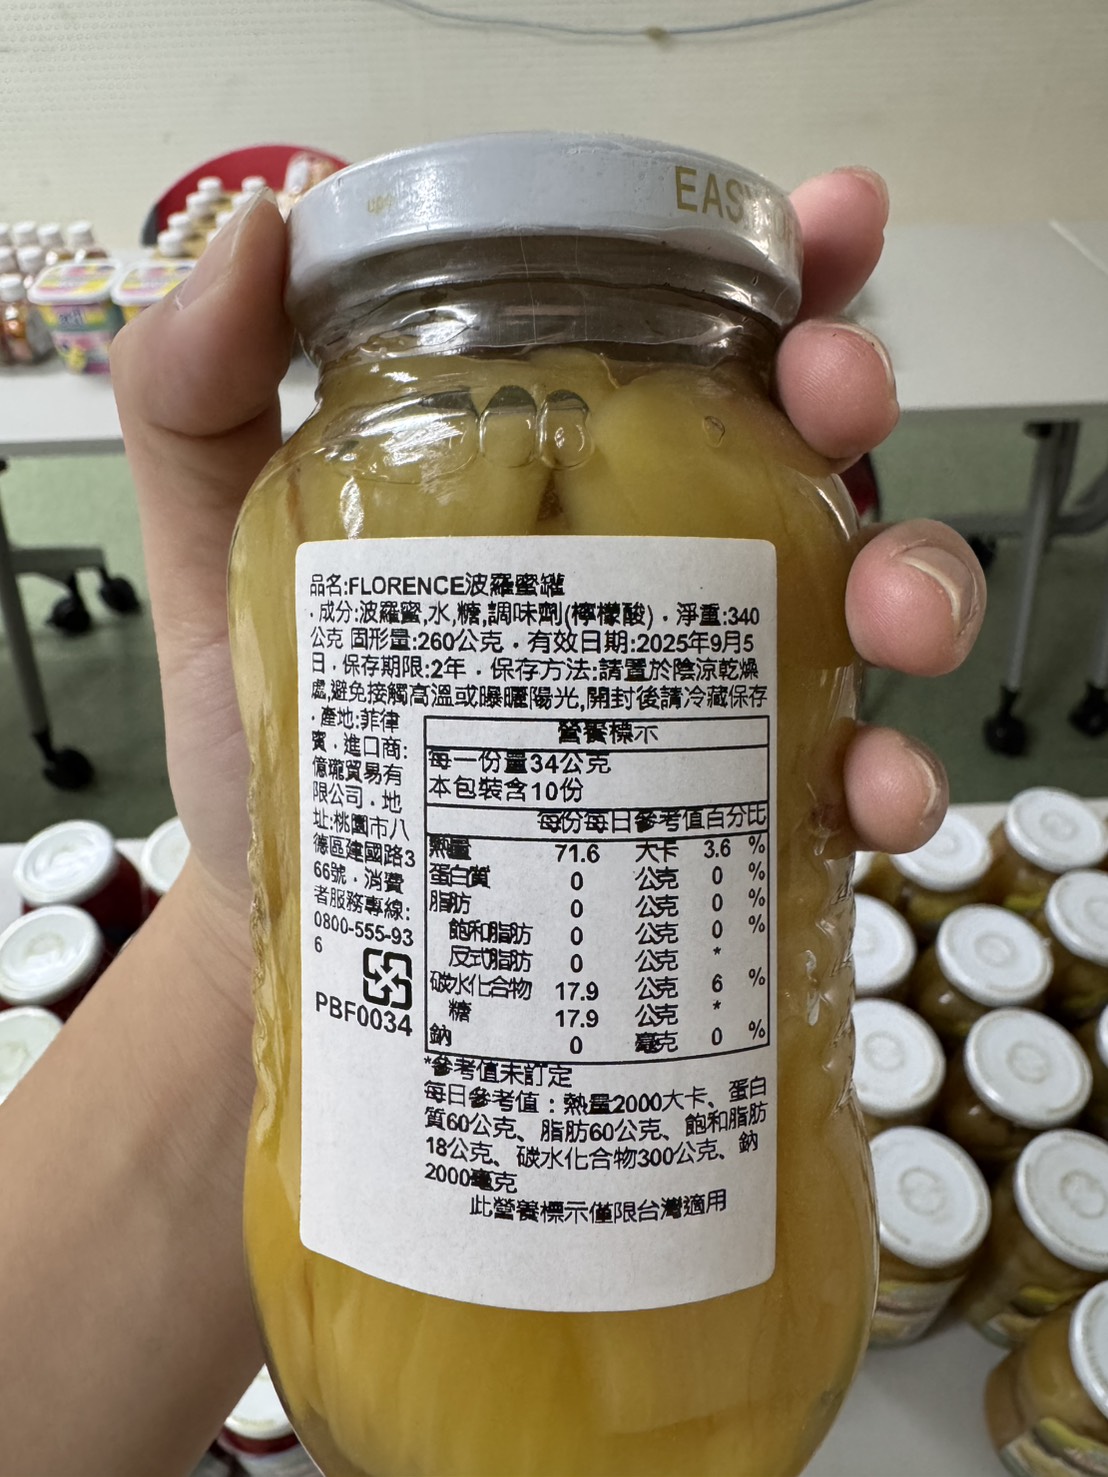 EASY
品名:FLORENCE波羅蜜罐
·成分:波羅蜜,水,糖,調味劑(檸檬酸)·淨重:340
公克 固形量:260公克·有效日期:2025年9月5
日·保存期限:2年·保存方法:請置於陰涼乾燥
處,避免接觸高溫或曝曬陽光,開封後請冷藏保存
·產地:菲律
賓·進口商:
億瓏貿易有
限公司·地
址:桃園市八
德區建國路3
66號·消費
者服務專線:
0800-555-93
6
PBF0034
營養標示
每一份量34公克
本包裝含10份
每份每日參考值百分比
熱量 71.6 大卡 3.6 %
蛋白質 0 公克 0 %
脂肪 0 公克 0 %
飽和脂肪 0 公克 0 %
反式脂肪 0 公克 *
碳水化合物 17.9 公克 6 %
糖 17.9 公克 *
鈉 0 毫克 0 %
*參考值未訂定
每日參考值：熱量2000大卡、蛋白
質60公克、脂肪60公克、飽和脂肪
18公克、碳水化合物300公克、鈉
2000毫克
此營養標示僅限台灣適用